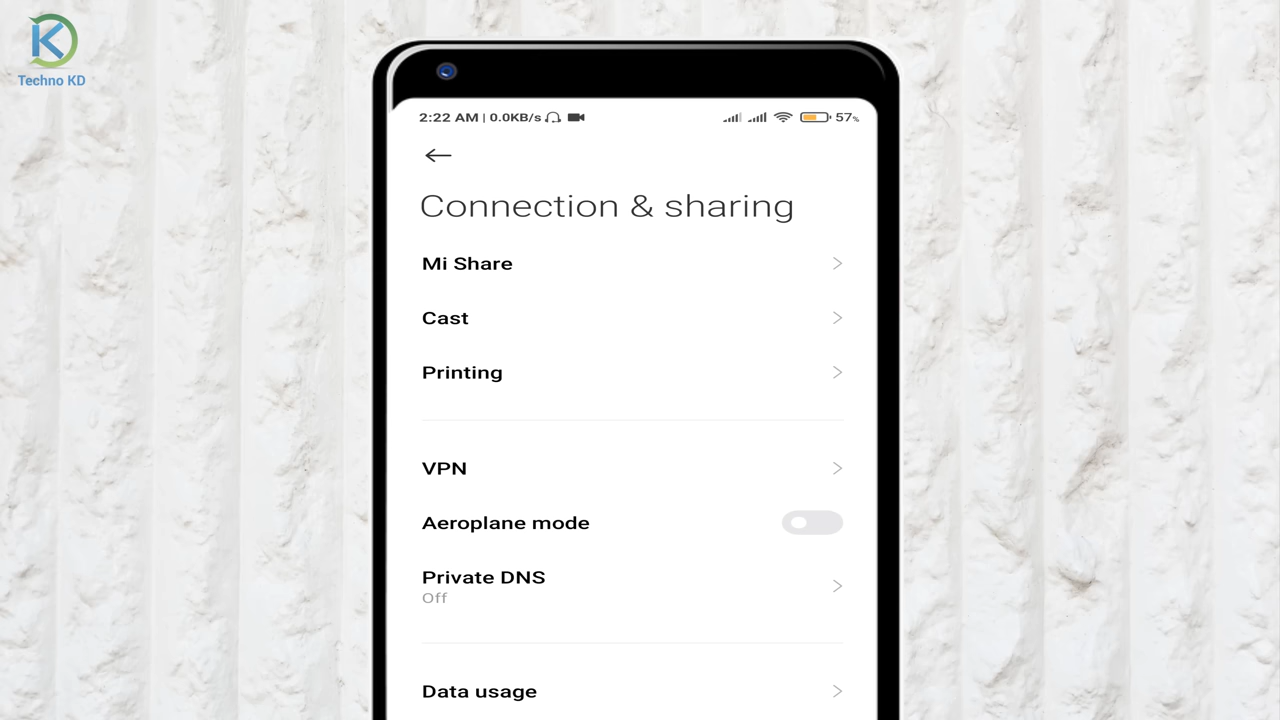 Techno KD
2:22 AM | 0.0KB/s 57%
Connection & sharing
Mi Share
Cast
Printing
VPN
Aeroplane mode
Private DNS
Off
Data usage